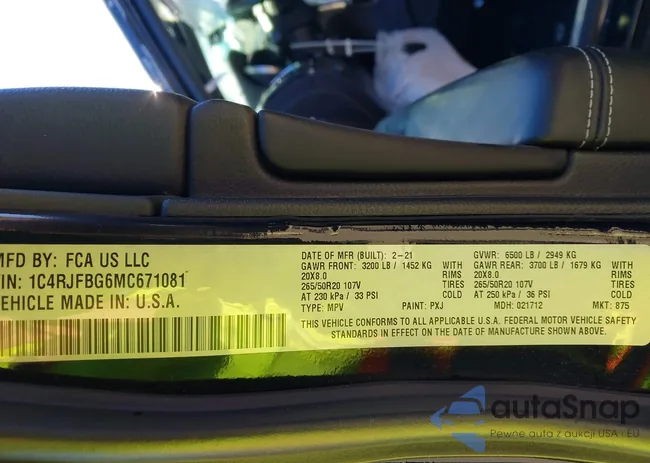 MFD BY: FCA US LLC
VIN: 1C4RJFBG6MC671081
VEHICLE MADE IN: U.S.A.
DATE OF MFR (BUILT): 2-21
GAWR FRONT: 3200 LB / 1452 KG WITH
20X8.0 RIMS
265/50R20 107V TIRES
AT 230 kPa / 33 PSI COLD
TYPE: MPV PAINT: PXJ
GVWR: 6500 LB / 2949 KG
GAWR REAR: 3700 LB / 1679 KG WITH
20X8.0 RIMS
265/50R20 107V TIRES
AT 250 kPa / 36 PSI COLD
MDH: 021712 MKT: 875
THIS VEHICLE CONFORMS TO ALL APPLICABLE U.S.A. FEDERAL MOTOR VEHICLE SAFETY
STANDARDS IN EFFECT ON THE DATE OF MANUFACTURE SHOWN ABOVE.
autaSnap
Pewne auta z aukcji USA i EU